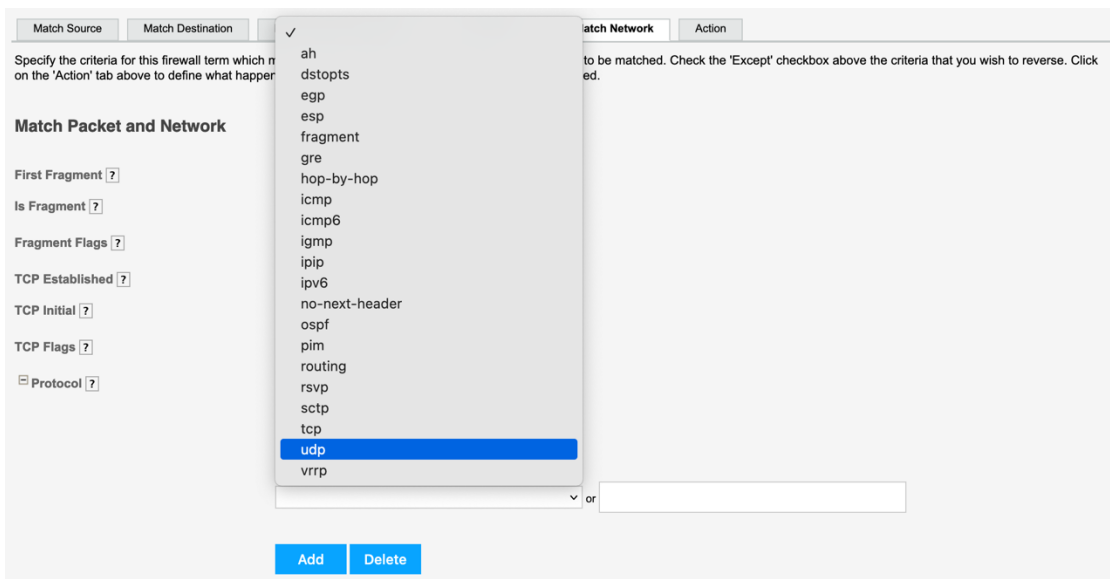 Match Source
Match Destination
atch Network
Action
Specify the criteria for this firewall term which to be matched. Check the 'Except' checkbox above the criteria that you wish to reverse. Click
on the 'Action' tab above to define what
Match Packet and Network
First Fragment ?
Is Fragment ?
Fragment Flags ?
TCP Established ?
TCP Initial ?
TCP Flags ?
Protocol ?
ah
dstopts
egp
esp
fragment
gre
hop-by-hop
icmp
icmp6
igmp
ipip
ipv6
no-next-header
ospf
pim
routing
rsvp
sctp
tcp
udp
vrrp
or
Add
Delete